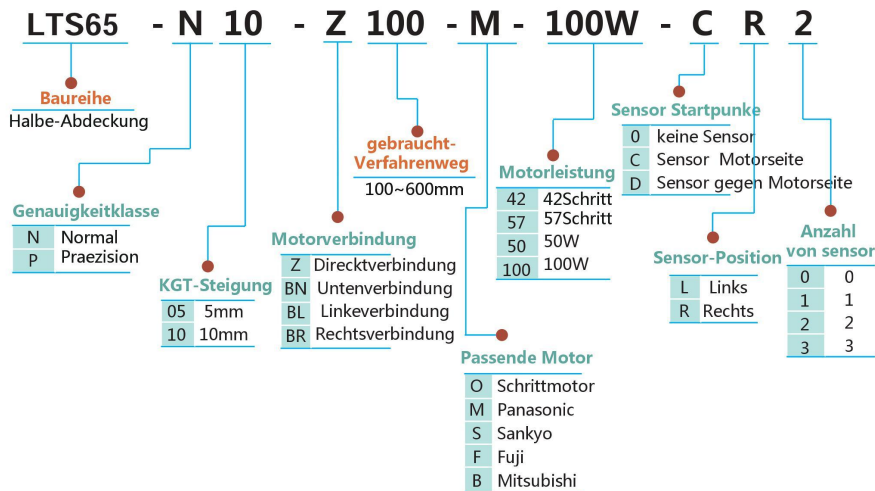 LTS65 - N 10 - Z 100 - M - 100W - C R 2
Baureihe
Halbe-Abdeckung
Genauigkeitklasse
N Normal
P Praezision
KGT-Steigung
05 5mm
10 10mm
Motorverbindung
Z Direcktverbindung
BN Untenverbindung
BL Linkeverbindung
BR Rechtsverbindung
gebraucht-
Verfahrenweg
100~600mm
Passende Motor
O Schrittmotor
M Panasonic
S Sankyo
F Fuji
B Mitsubishi
Motorleistung
42 42Schritt
57 57Schritt
50 50W
100 100W
Sensor Startpunke
0 keine Sensor
C Sensor Motorseite
D Sensor gegen Motorseite
Sensor-Position
L Links
R Rechts
Anzahl
von sensor
0 0
1 1
2 2
3 3